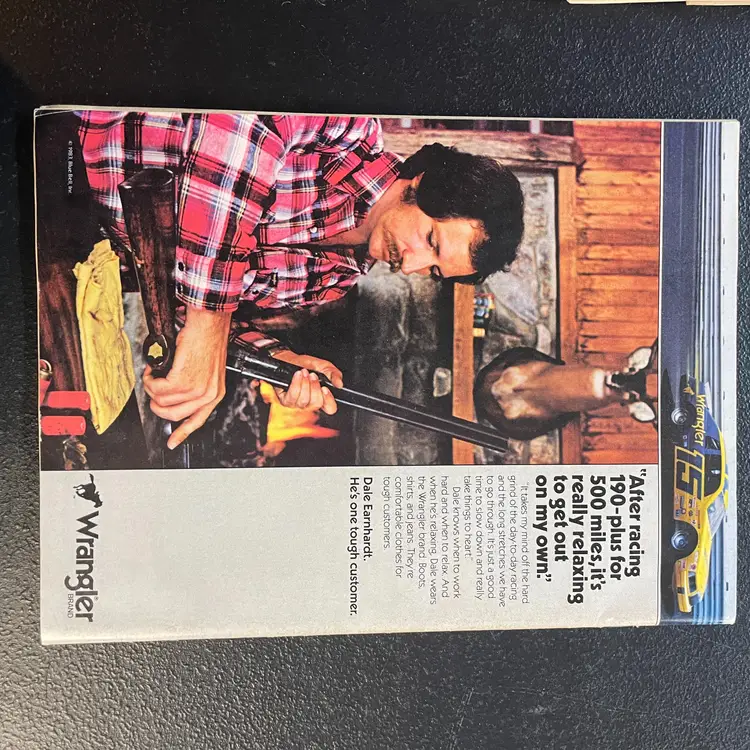 Wrangler
15
"After racing
190-plus for
500 miles, it's
really relaxing
to get out
on my own."
"It takes my mind off the hard
grind of the day-to-day racing
and the long stretches we have
to go through. It's just a good
time to slow down and really
take things to heart."
Dale knows when to work
hard and when to relax. And
when he's relaxing, Dale wears
the Wrangler brand. Boots,
shirts, and jeans. They're
comfortable clothes for
tough customers.
Dale Earnhardt.
He's one tough customer.
Wrangler
BRAND
© 1983, Blue Bell, Inc.